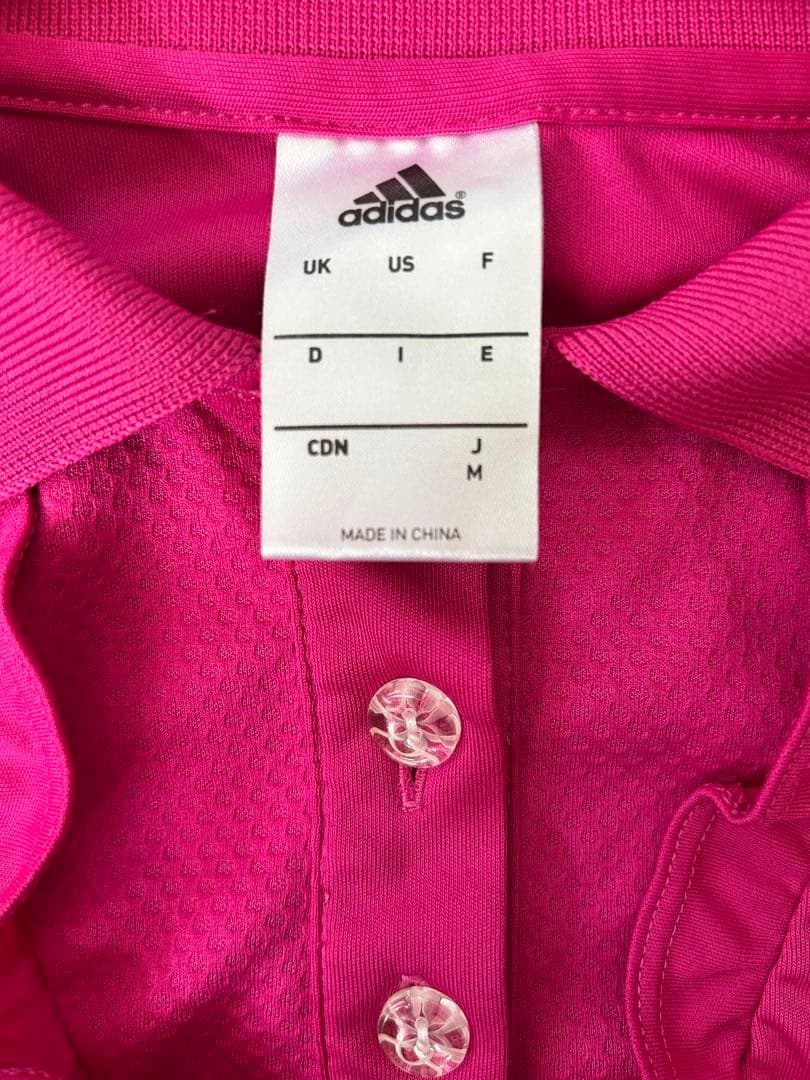 adidas®
UK US F
D I E
CDN J
M
MADE IN CHINA